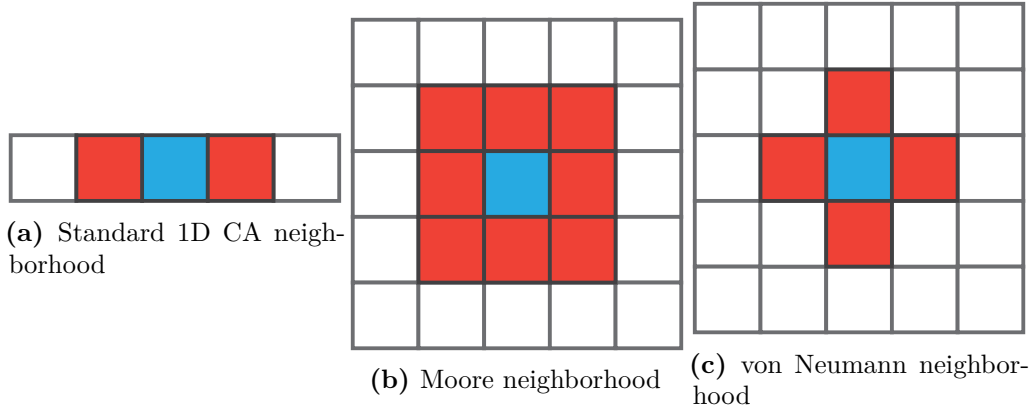 (a) Standard 1D CA neigh-
borhood
(b) Moore neighborhood
(c) von Neumann neighbor-
hood